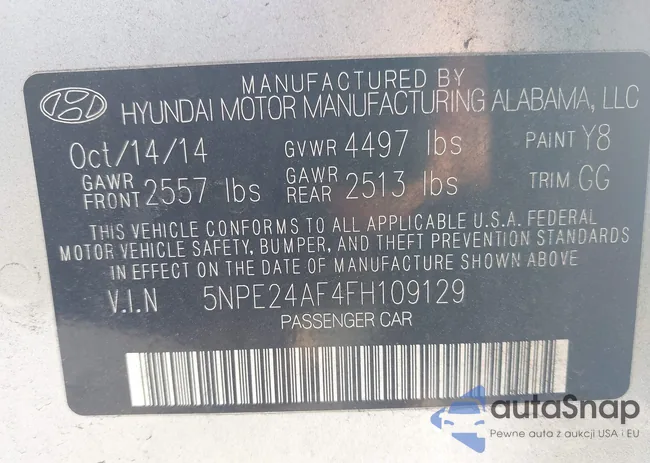 MANUFACTURED BY
HYUNDAI MOTOR MANUFACTURING ALABAMA, LLC
Oct/14/14 GVWR 4497 lbs PAINT Y8
GAWR FRONT 2557 lbs GAWR REAR 2513 lbs TRIM GG
THIS VEHICLE CONFORMS TO ALL APPLICABLE U.S.A. FEDERAL
MOTOR VEHICLE SAFETY, BUMPER, AND THEFT PREVENTION STANDARDS
IN EFFECT ON THE DATE OF MANUFACTURE SHOWN ABOVE
V.I.N 5NPE24AF4FH109129
PASSENGER CAR
autaSnap
Pewne auta z aukcji USA i EU